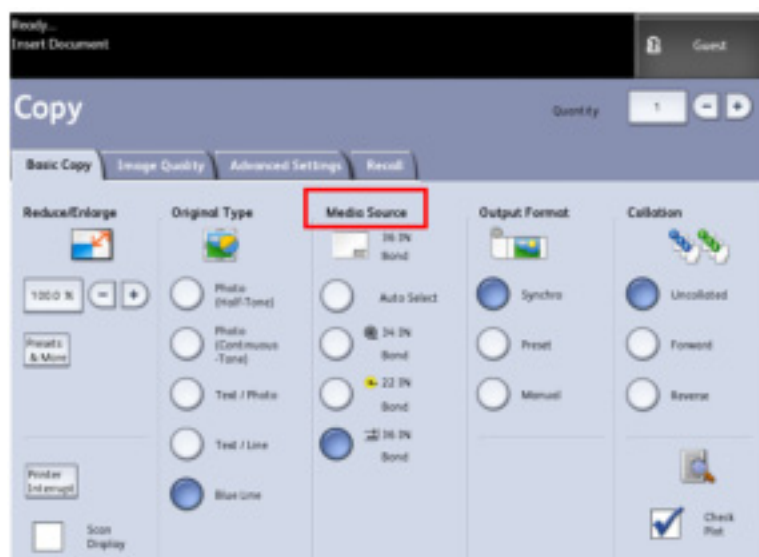 Ready...
Insert Document
Guest
Copy
Quantity
1
Basic Copy
Image Quality
Advanced Settings
Recall
Reduce/Enlarge
100.0 %
Presets
& More
Printer
Interrupt
Scan
Display
Original Type
Photo
(Half-Tone)
Photo
(Continuous
-Tone)
Text / Photo
Text / Line
Blue Line
Media Source
36 IN
Bond
Auto Select
34 IN
Bond
22 IN
Bond
36 IN
Bond
Output Format
Synchro
Preset
Manual
Collation
Uncollated
Forward
Reverse
Check
Plot